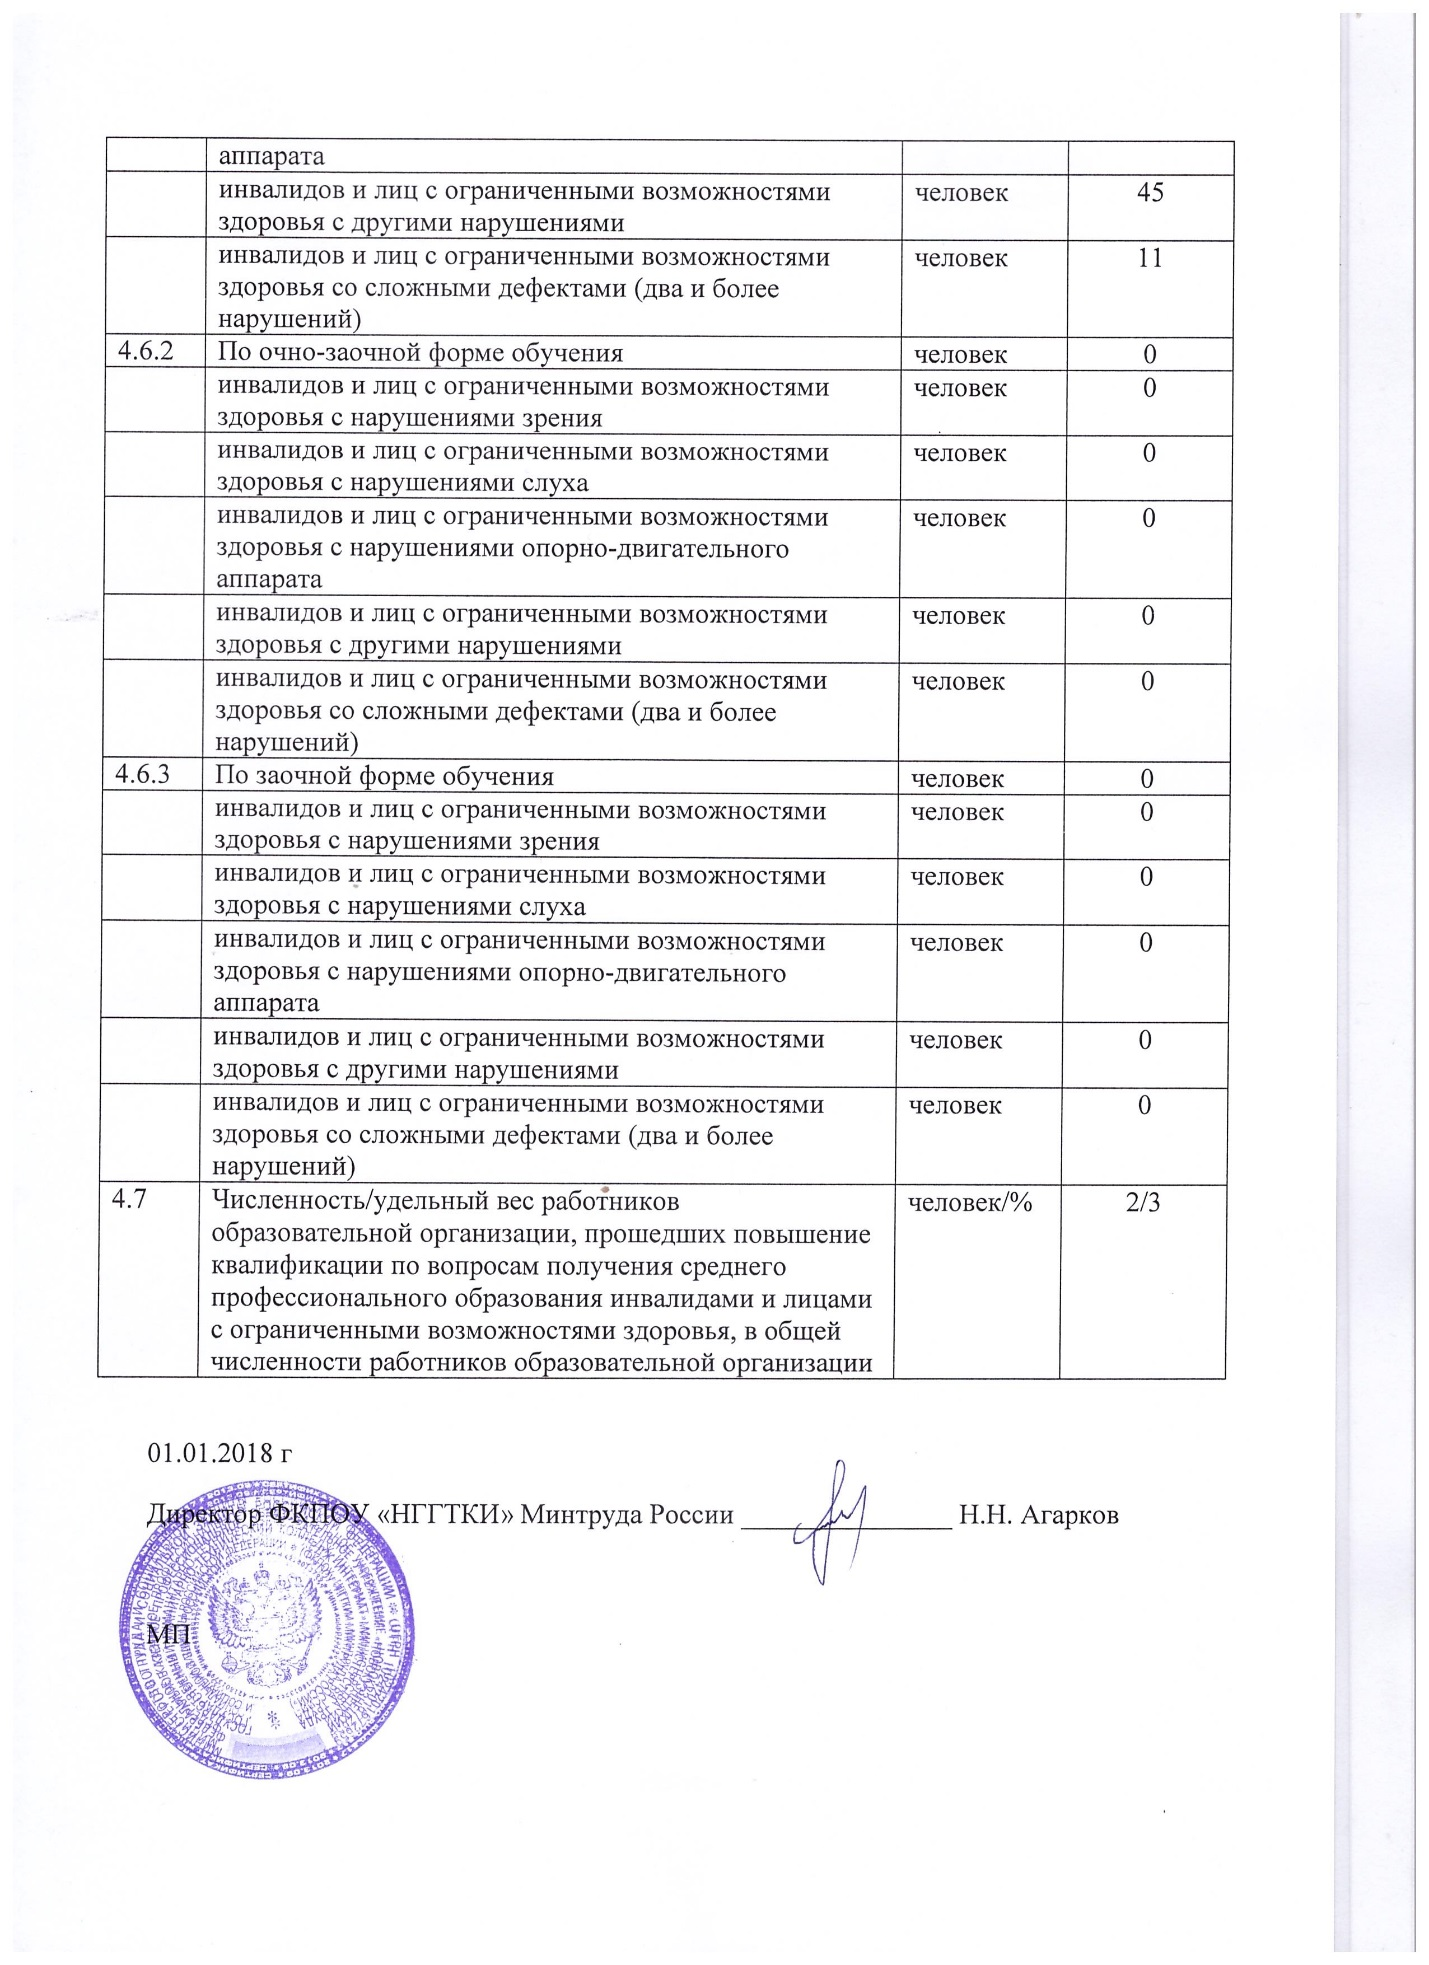 аппарата
инвалидов и лиц с ограниченными возможностями человек 45
здоровья с другими нарушениями
инвалидов и лиц с ограниченными возможностями человек 11
здоровья со сложными дефектами (два и более
нарушений)
4.6.2 По очно-заочной форме обучения человек 0
инвалидов и лиц с ограниченными возможностями человек 0
здоровья с нарушениями зрения
инвалидов и лиц с ограниченными возможностями человек 0
здоровья с нарушениями слуха
инвалидов и лиц с ограниченными возможностями человек 0
здоровья с нарушениями опорно-двигательного
аппарата
инвалидов и лиц с ограниченными возможностями человек 0
здоровья с другими нарушениями
инвалидов и лиц с ограниченными возможностями человек 0
здоровья со сложными дефектами (два и более
нарушений)
4.6.3 По заочной форме обучения человек 0
инвалидов и лиц с ограниченными возможностями человек 0
здоровья с нарушениями зрения
инвалидов и лиц с ограниченными возможностями человек 0
здоровья с нарушениями слуха
инвалидов и лиц с ограниченными возможностями человек 0
здоровья с нарушениями опорно-двигательного
аппарата
инвалидов и лиц с ограниченными возможностями человек 0
здоровья с другими нарушениями
инвалидов и лиц с ограниченными возможностями человек 0
здоровья со сложными дефектами (два и более
нарушений)
4.7 Численность/удельный вес работников человек/% 2/3
образовательной организации, прошедших повышение
квалификации по вопросам получения среднего
профессионального образования инвалидами и лицами
с ограниченными возможностями здоровья, в общей
численности работников образовательной организации
01.01.2018 г
Директор ФКПОУ «НГГТКИ» Минтруда России _______________ Н.Н. Агарков
МП